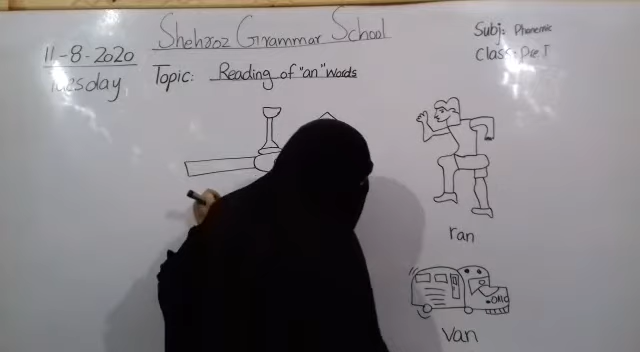 Shehroz Grammar School
Subj: Phonemic
Class: Pre I
11-8-2020
Tuesday
Topic: Reading of "an" Words
ran
van